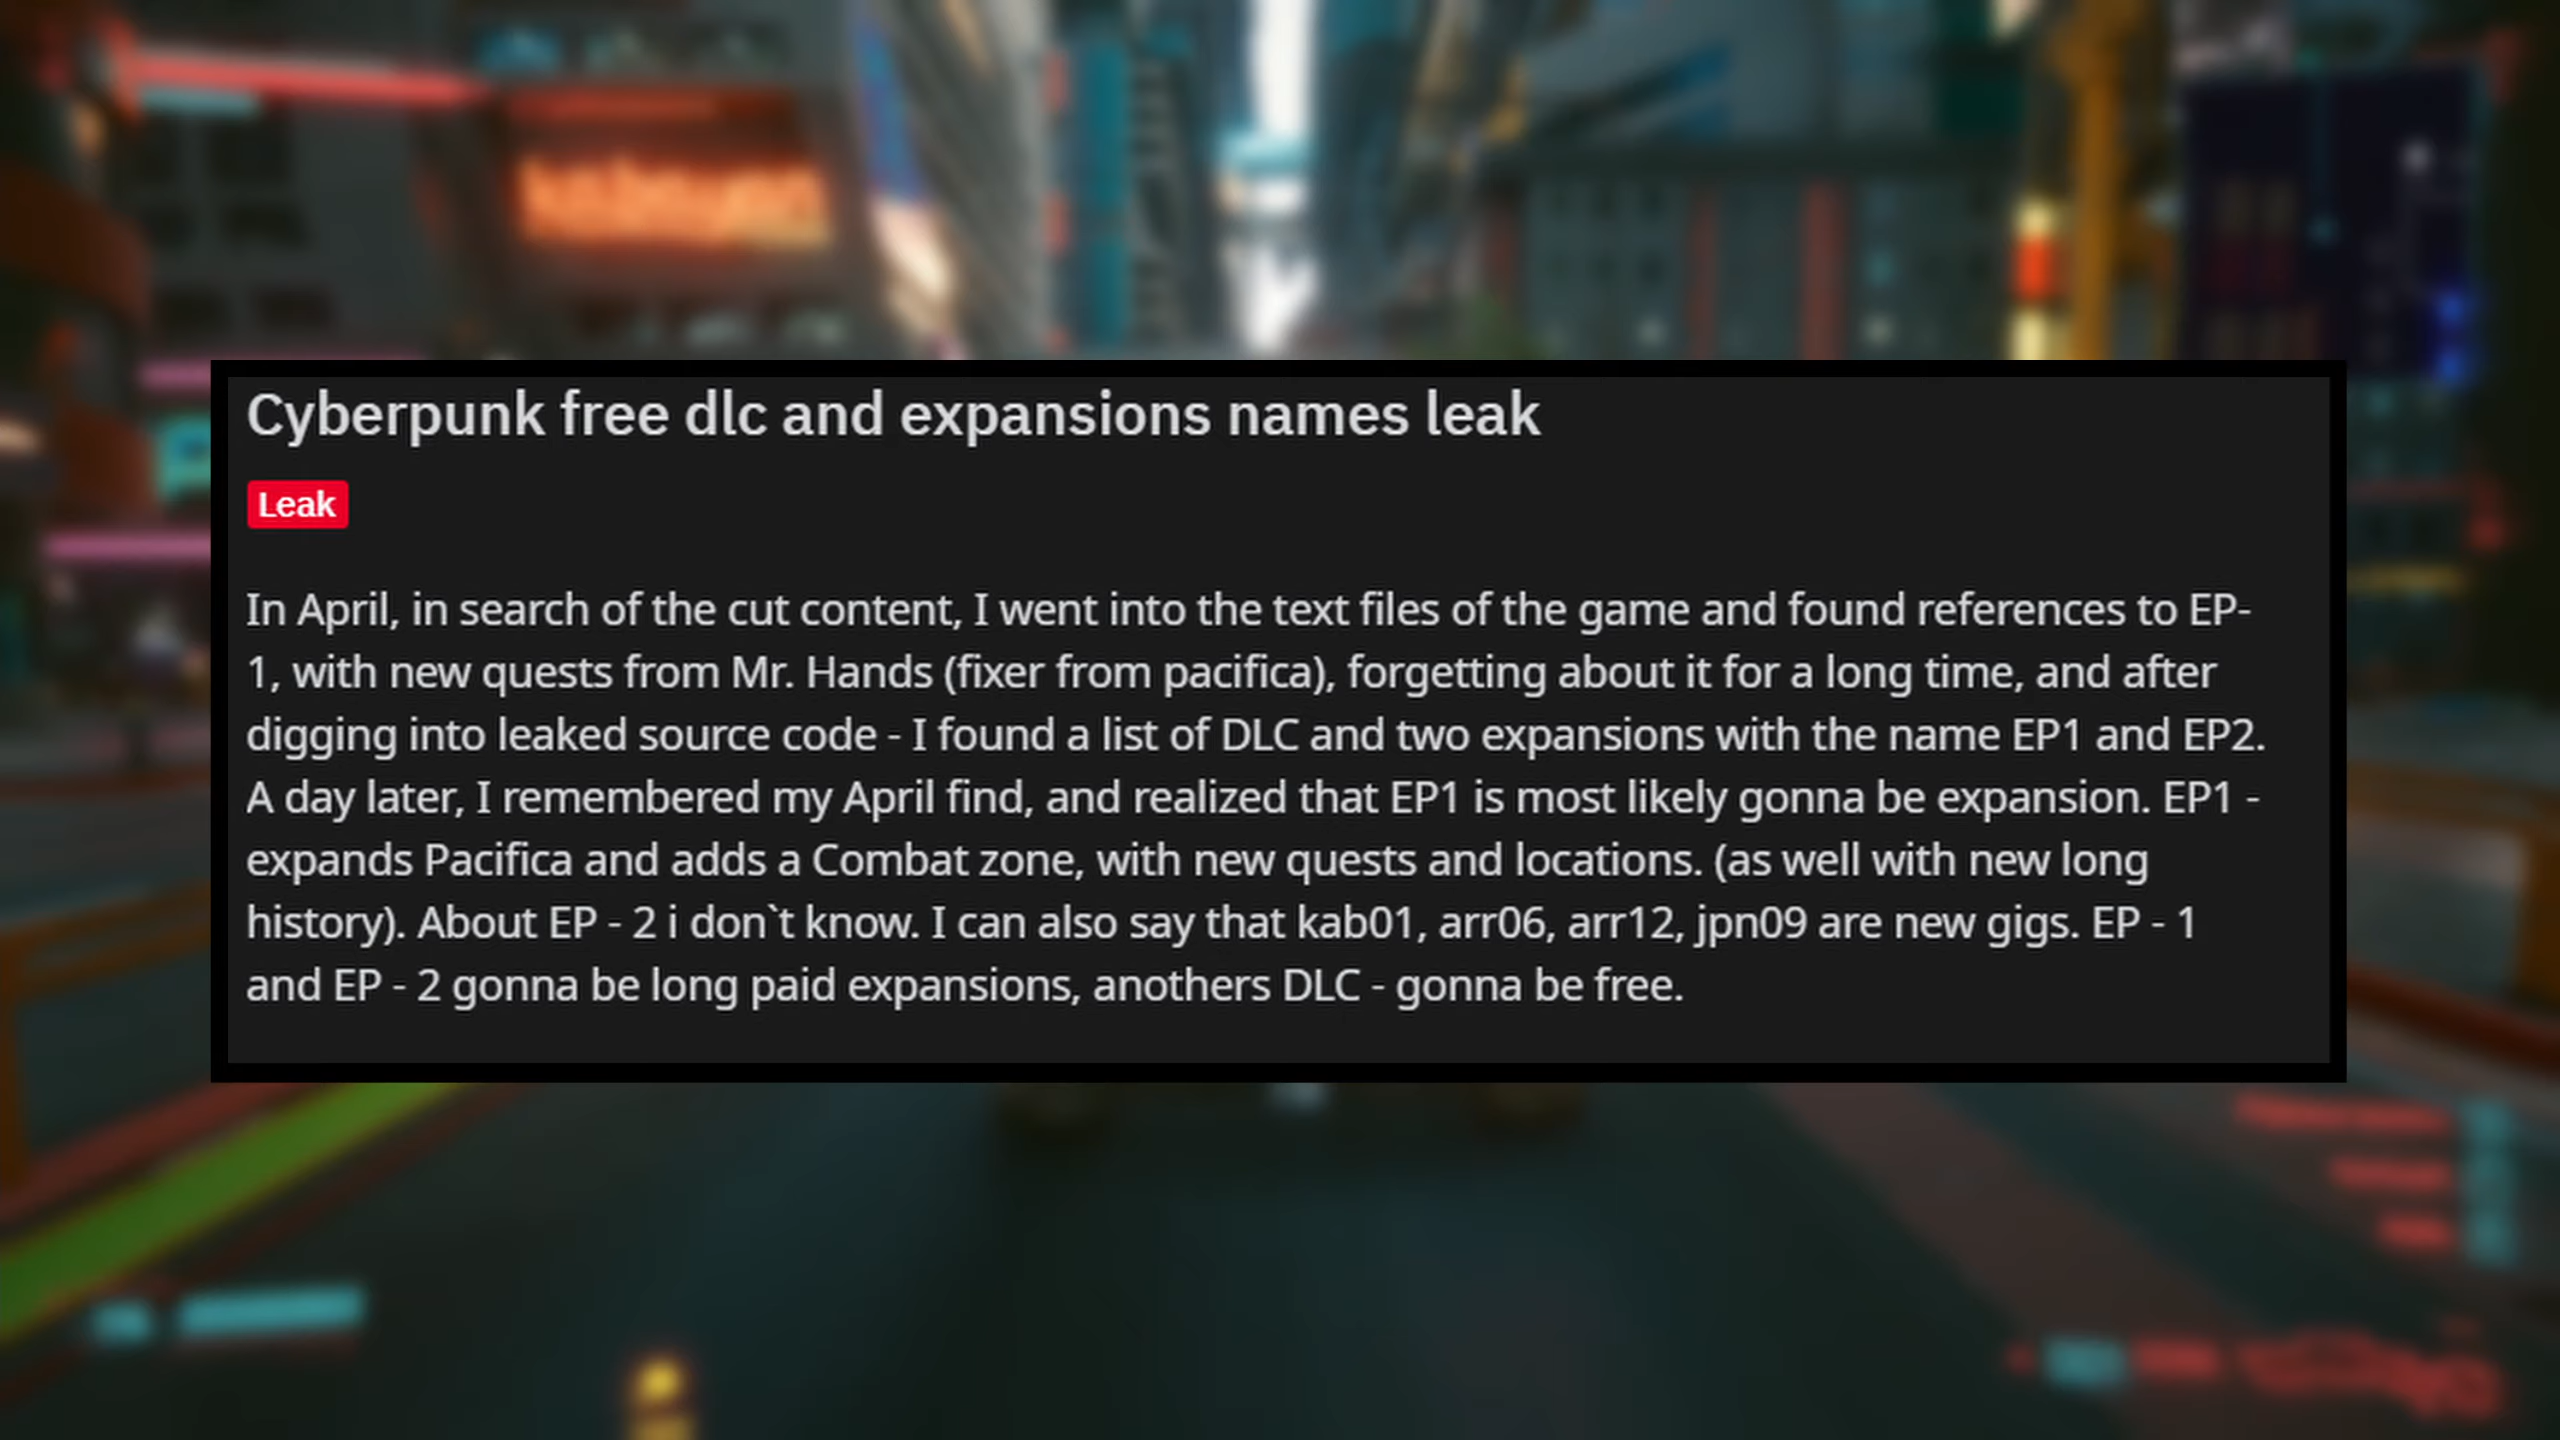 Cyberpunk free dlc and expansions names leak
Leak
In April, in search of the cut content, I went into the text files of the game and found references to EP-
1, with new quests from Mr. Hands (fixer from pacifica), forgetting about it for a long time, and after
digging into leaked source code - I found a list of DLC and two expansions with the name EP1 and EP2.
A day later, I remembered my April find, and realized that EP1 is most likely gonna be expansion. EP1 -
expands Pacifica and adds a Combat zone, with new quests and locations. (as well with new long
history). About EP - 2 i don`t know. I can also say that kab01, arr06, arr12, jpn09 are new gigs. EP - 1
and EP - 2 gonna be long paid expansions, anothers DLC - gonna be free.